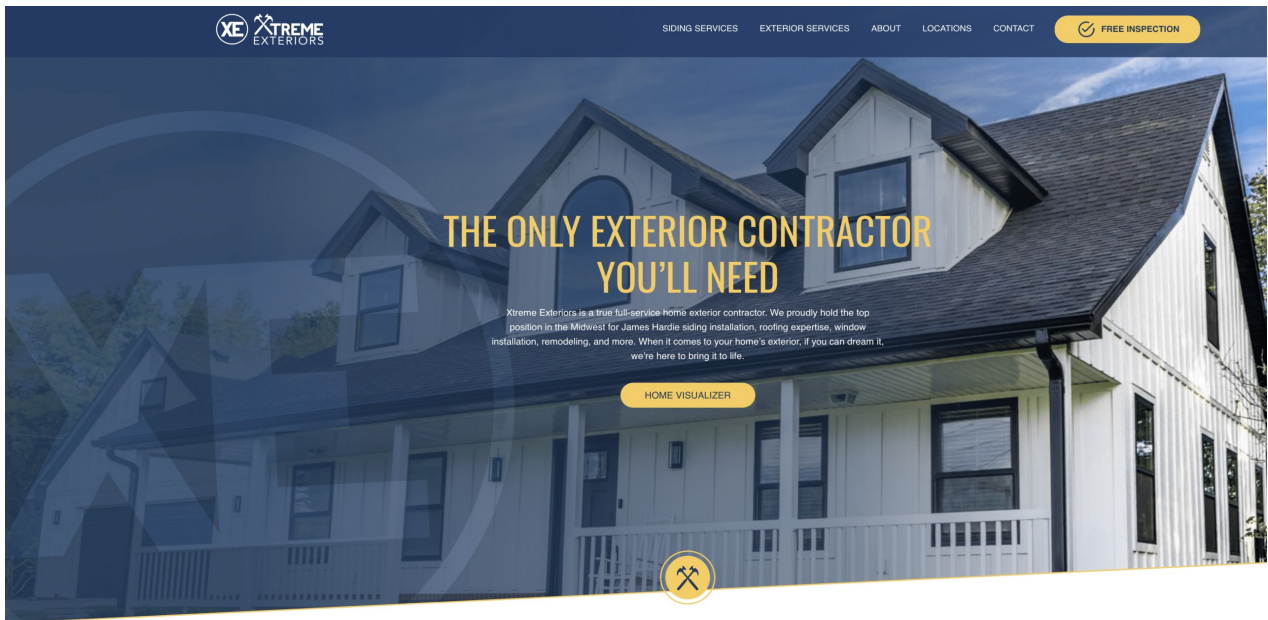 XE XTREME
EXTERIORS
SIDING SERVICES EXTERIOR SERVICES ABOUT LOCATIONS CONTACT FREE INSPECTION
THE ONLY EXTERIOR CONTRACTOR
YOU'LL NEED
Xtreme Exteriors is a true full-service home exterior contractor. We proudly hold the top
position in the Midwest for James Hardie siding installation, roofing expertise, window
installation, remodeling, and more. When it comes to your home's exterior, if you can dream it,
we're here to bring it to life.
HOME VISUALIZER
XE